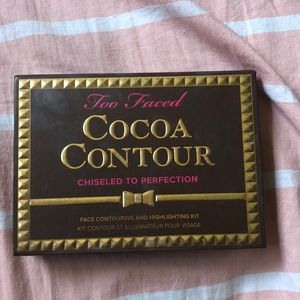 Too Faced
COCOA
CONTOUR
CHISELED TO PERFECTION
FACE CONTOURING AND HIGHLIGHTING KIT
KIT CONTOUR ET ILLUMINATEUR POUR VISAGE